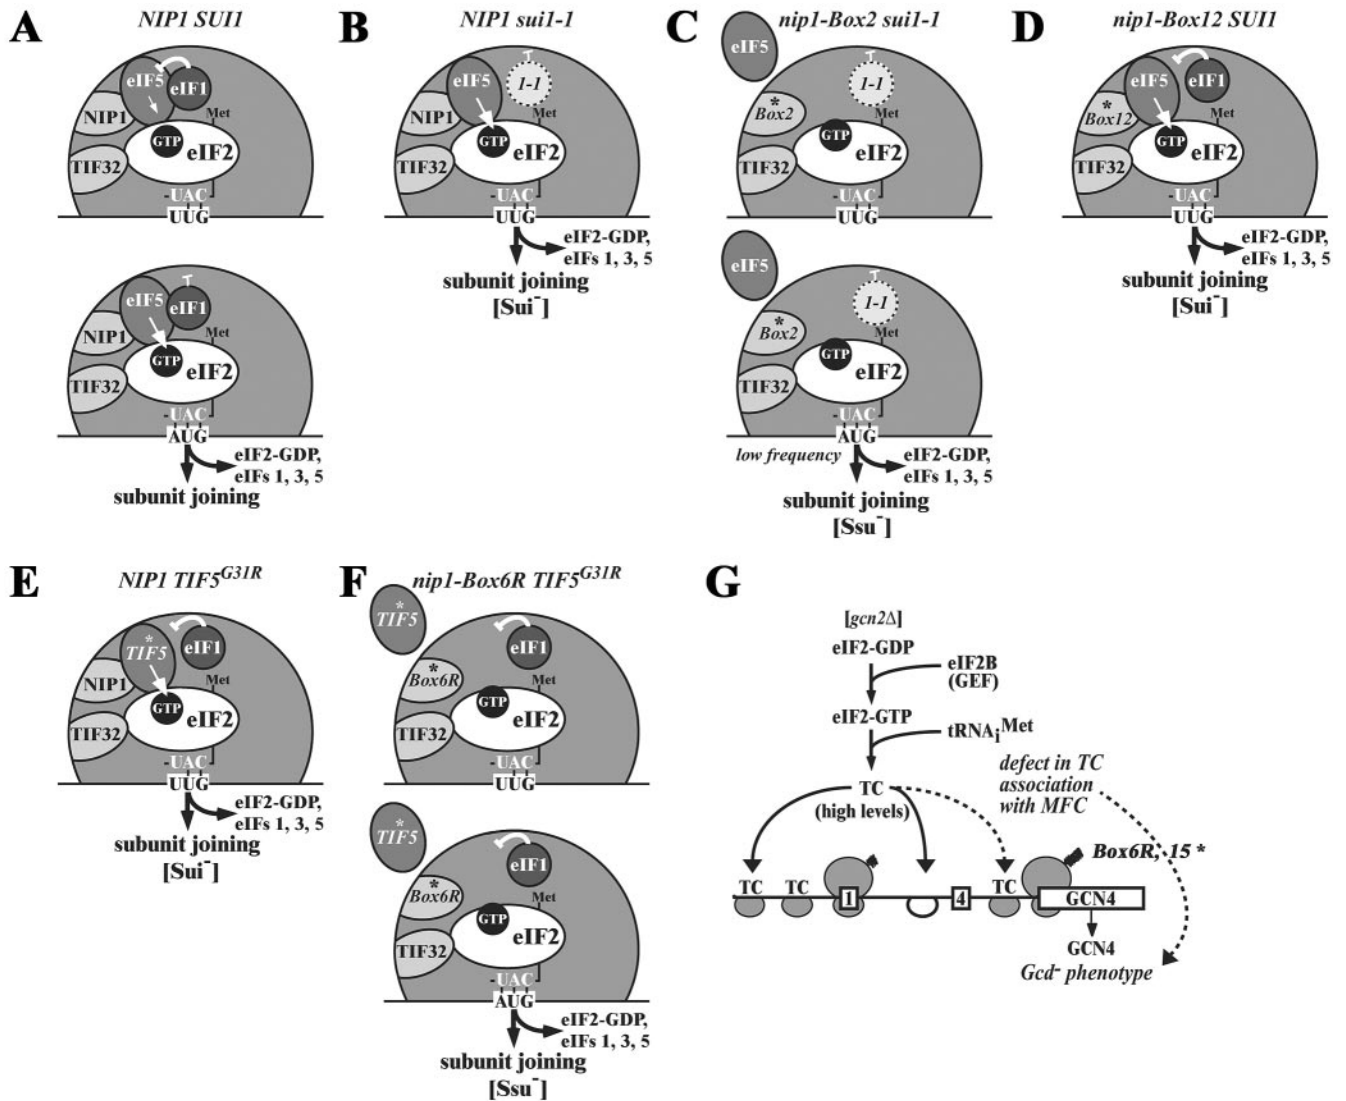 A
NIP1 SUI1
eIF5
eIF1
NIP1
Met
GTP
eIF2
TIF32
-UAC
UUG
eIF5
eIF1
NIP1
Met
GTP
eIF2
TIF32
-UAC
AUG
eIF2-GDP,
eIFs 1, 3, 5
subunit joining
B
NIP1 sui1-1
eIF5
1-1
NIP1
Met
GTP
eIF2
TIF32
-UAC
UUG
eIF2-GDP,
eIFs 1, 3, 5
subunit joining
[Sui⁻]
C
nip1-Box2 sui1-1
eIF5
1-1
*
Box2
Met
GTP
eIF2
TIF32
-UAC
UUG
eIF5
1-1
*
Box2
Met
GTP
eIF2
TIF32
-UAC
AUG
low frequency
eIF2-GDP,
eIFs 1, 3, 5
subunit joining
[Ssu⁻]
D
nip1-Box12 SUI1
eIF5
eIF1
*
Box12
Met
GTP
eIF2
TIF32
-UAC
UUG
eIF2-GDP,
eIFs 1, 3, 5
subunit joining
[Sui⁻]
E
NIP1 TIF5^G31R
*
TIF5
eIF1
NIP1
Met
GTP
eIF2
TIF32
-UAC
UUG
eIF2-GDP,
eIFs 1, 3, 5
subunit joining
[Sui⁻]
F
nip1-Box6R TIF5^G31R
*
TIF5
eIF1
*
Box6R
Met
GTP
eIF2
TIF32
-UAC
UUG
*
TIF5
eIF1
*
Box6R
Met
GTP
eIF2
TIF32
-UAC
AUG
eIF2-GDP,
eIFs 1, 3, 5
subunit joining
[Ssu⁻]
G
[gcn2Δ]
eIF2-GDP
eIF2B
(GEF)
eIF2-GTP
tRNAiMet
defect in TC
association
with MFC
TC
(high levels)
Box6R, 15 *
TC TC TC
1 4 GCN4
GCN4
Gcd⁻ phenotype